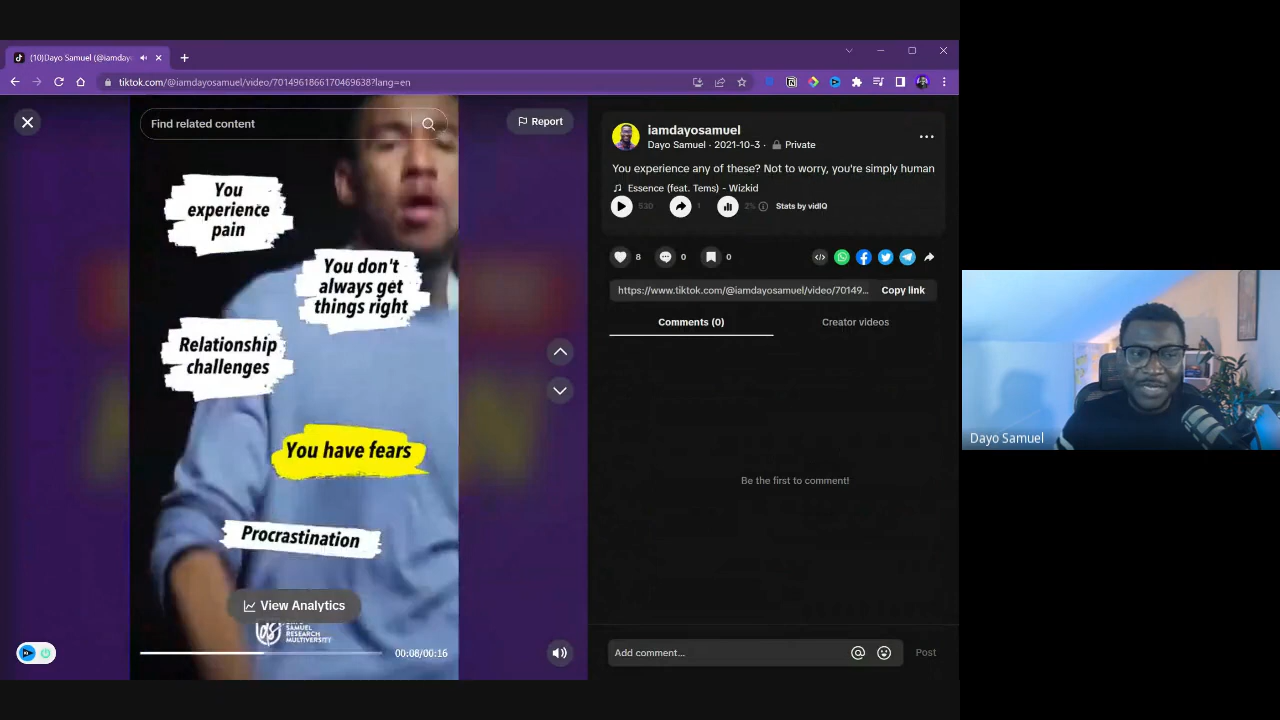 (10)Dayo Samuel (@iamday
tiktok.com/@iamdayosamuel/video/7014961866170469638?lang=en
Find related content
Report
You
experience
pain
You don't
always get
things right
Relationship
challenges
You have fears
Procrastination
View Analytics
SAMUEL
RESEARCH
MULTIVERSITY
00:08/00:16
iamdayosamuel
Dayo Samuel · 2021-10-3 · Private
You experience any of these? Not to worry, you're simply human
Essence (feat. Tems) - Wizkid
530 1 2% Stats by vidIQ
8 0 0
https://www.tiktok.com/@iamdayosamuel/video/70149... Copy link
Comments (0) Creator videos
Be the first to comment!
Add comment... Post
Dayo Samuel